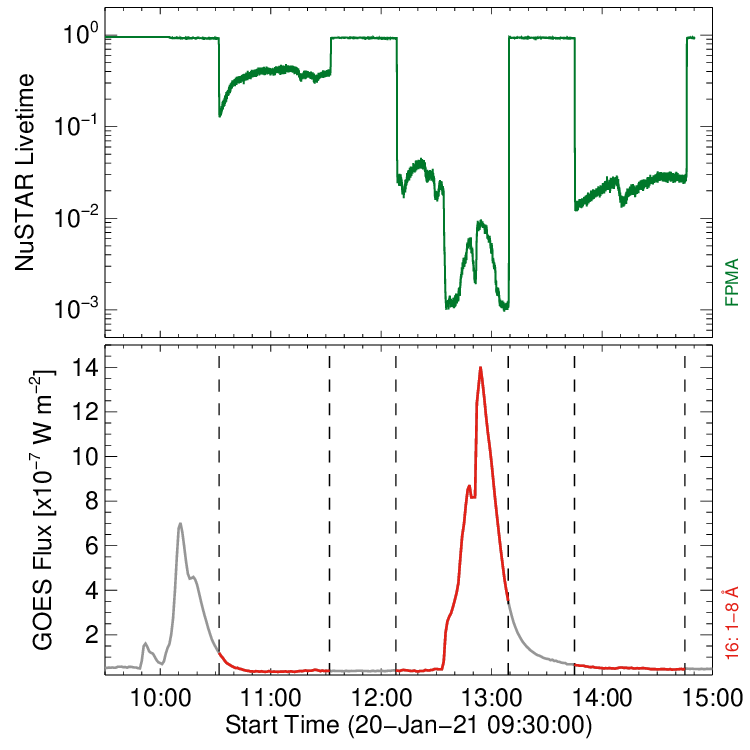 NuSTAR Livetime
10⁰
10⁻¹
10⁻²
10⁻³
FPMA
GOES Flux [x10⁻⁷ W m⁻²]
14
12
10
8
6
4
2
16: 1−8 Å
10:00 11:00 12:00 13:00 14:00 15:00
Start Time (20−Jan−21 09:30:00)